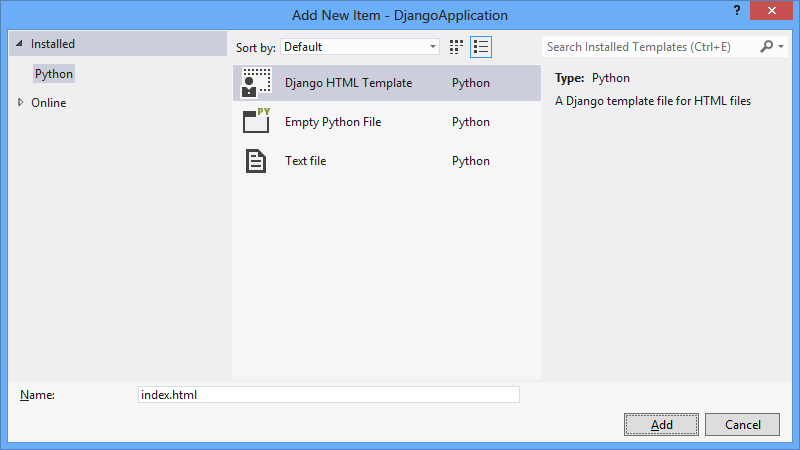 Add New Item - DjangoApplication
?
Installed
Python
Online
Sort by: Default
Search Installed Templates (Ctrl+E)
Django HTML Template Python
PY
Empty Python File Python
Text file Python
Type: Python
A Django template file for HTML files
Name: index.html
Add Cancel